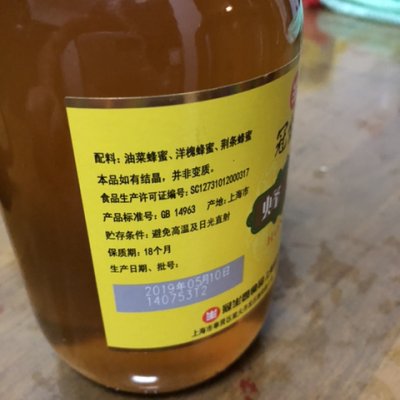 配料：油菜蜂蜜、洋槐蜂蜜、荆条蜂蜜
本品如有结晶，并非变质。
食品生产许可证编号：SC12731012000317
产品标准号：GB 14963 产地：上海市
贮存条件：避免高温及日光直射
保质期：18个月
生产日期、批号：
2019年05月10日
14075312
冠
蜂